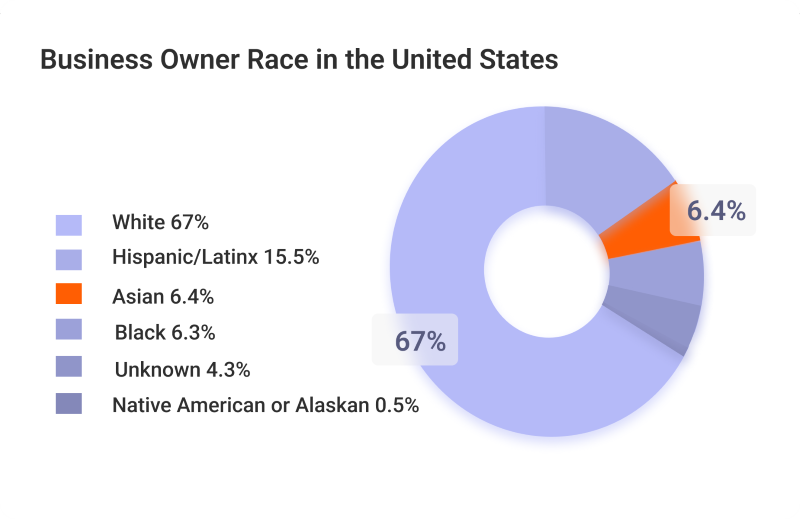 Business Owner Race in the United States
6.4%
White 67%
Hispanic/Latinx 15.5%
Asian 6.4%
Black 6.3%
67%
Unknown 4.3%
Native American or Alaskan 0.5%